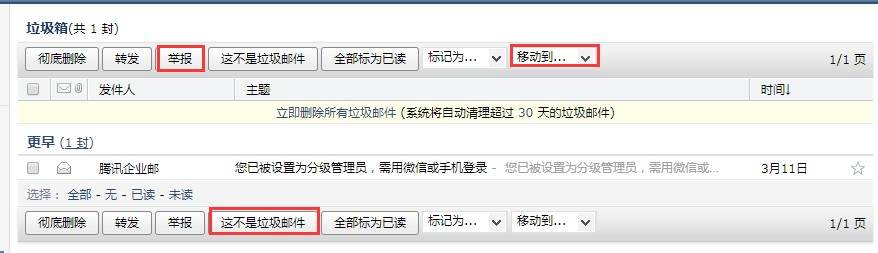 垃圾箱(共 1 封)
彻底删除 转发 举报 这不是垃圾邮件 全部标为已读 标记为... 移动到... 1/1 页
发件人 主题 时间↓
立即删除所有垃圾邮件 (系统将自动清理超过 30 天的垃圾邮件)
更早 (1 封)
腾讯企业邮 您已被设置为分级管理员，需用微信或手机登录 - 您已被设置为分级管理员，需用微信或... 3月11日
选择：全部 - 无 - 已读 - 未读
彻底删除 转发 举报 这不是垃圾邮件 全部标为已读 标记为... 移动到... 1/1 页